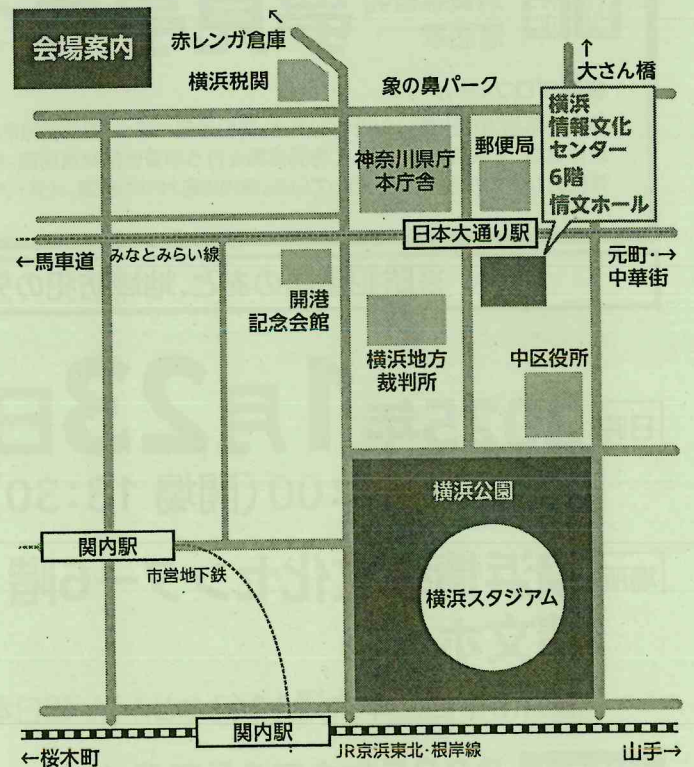 会場案内
↖
赤レンガ倉庫
横浜税関
象の鼻パーク
↑
大さん橋
横浜
情報文化
センター
6階
情文ホール
神奈川県庁
本庁舎
郵便局
日本大通り駅
←馬車道
みなとみらい線
元町・→
中華街
開港
記念会館
横浜地方
裁判所
中区役所
横浜公園
横浜スタジアム
関内駅
市営地下鉄
関内駅
←桜木町
JR京浜東北・根岸線
山手→